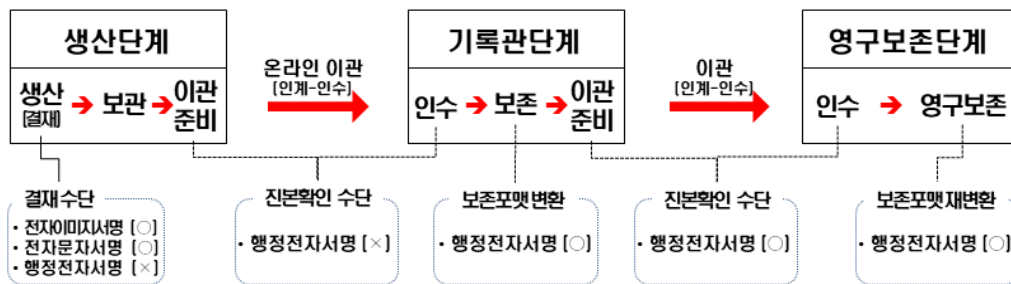 생산단계
생산
[결재]
보관
이관
준비
온라인 이관
[인계-인수]
기록관단계
인수
보존
이관
준비
이관
[인계-인수]
영구보존단계
인수
영구보존
결재 수단
• 전자이미지서명 [○]
• 전자문자서명 [○]
• 행정전자서명 [×]
진본확인 수단
• 행정전자서명 [×]
보존포맷 변환
• 행정전자서명 [○]
진본확인 수단
• 행정전자서명 [○]
보존포맷 재변환
• 행정전자서명 [○]